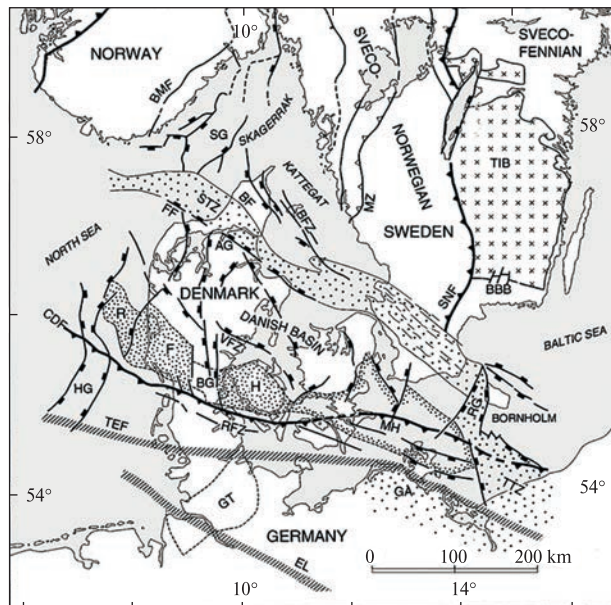 10°
14°
NORWAY
SVECO-
SVECO-
FENNIAN
BMF
58°
58°
SG
SKAGERRAK
TIB
KATTEGAT
NORWEGIAN
STZ
BF
BFZ
MZ
FF
SWEDEN
AG
NORTH SEA
SNF
BBB
DENMARK
BALTIC SEA
CDF
R
DANISH BASIN
VFZ
F
HG
BG
H
RG
BORNHOLM
TEF
RFZ
MH
TTZ
54°
54°
GA
GT
GERMANY
EL
0 100 200 km
10°
14°